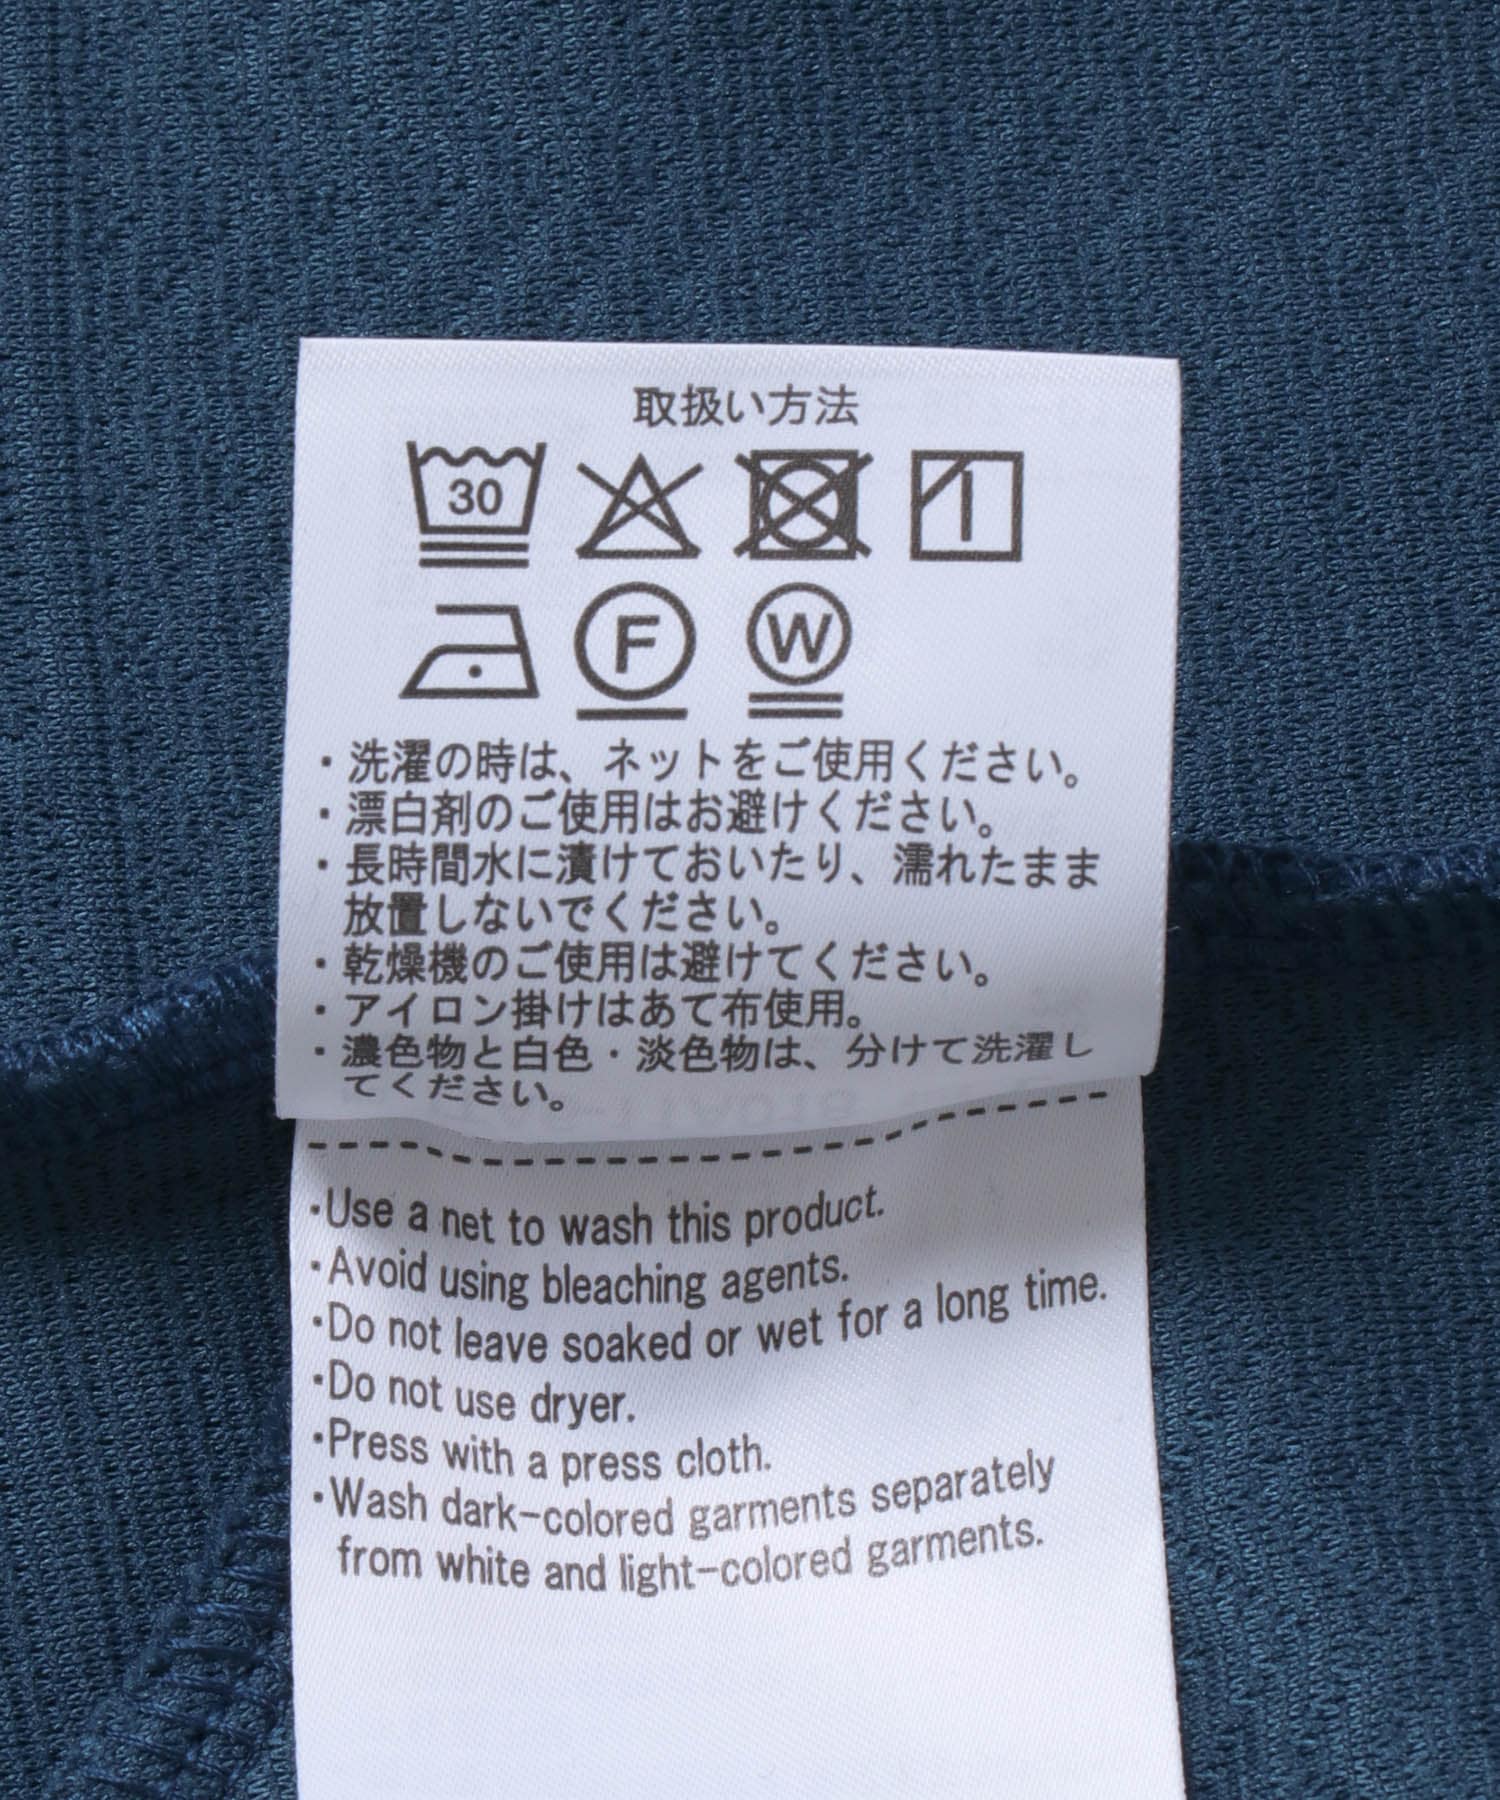 取扱い方法
30
F
W
・洗濯の時は、ネットをご使用ください。
・漂白剤のご使用はお避けください。
・長時間水に漬けておいたり、濡れたまま
放置しないでください。
・乾燥機のご使用は避けてください。
・アイロン掛けはあて布使用。
・濃色物と白色・淡色物は、分けて洗濯し
てください。
・Use a net to wash this product.
・Avoid using bleaching agents.
・Do not leave soaked or wet for a long time.
・Do not use dryer.
・Press with a press cloth.
・Wash dark-colored garments separately
from white and light-colored garments.